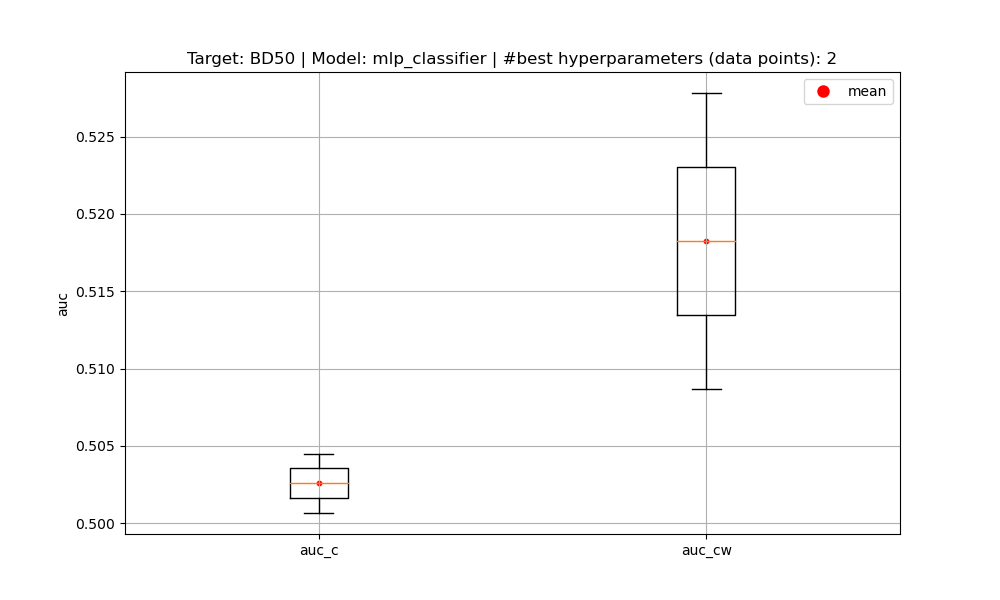 Target: BD50 | Model: mlp_classifier | #best hyperparameters (data points): 2
mean
0.525
0.520
0.515
0.510
0.505
0.500
auc
auc_c
auc_cw